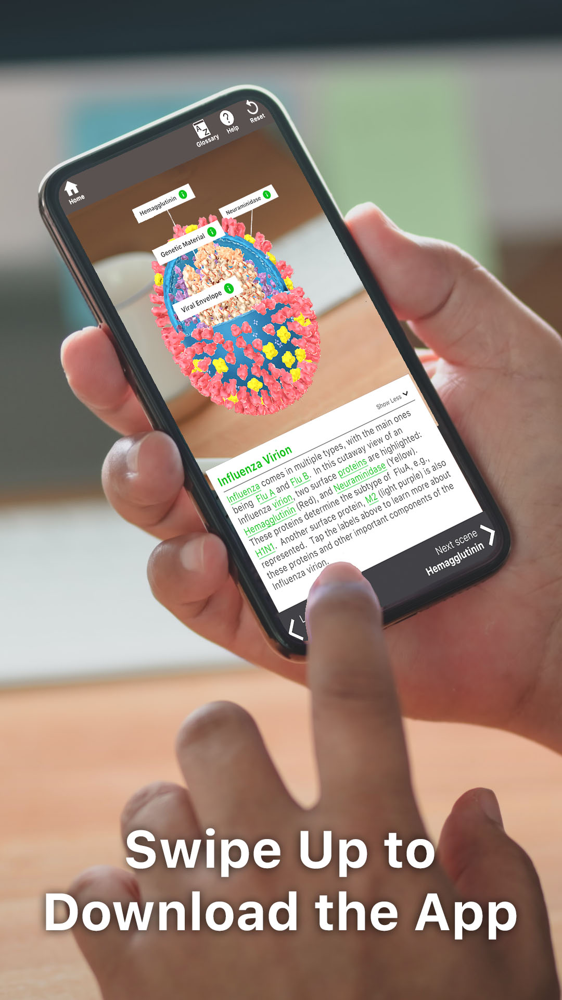 Glossary
Help
Reset
Home
Hemagglutinin
Neuraminidase
Genetic Material
Viral Envelope
Show Less
Influenza Virion
Influenza comes in multiple types, with the main ones
being Flu A and Flu B. In this cutaway view of an
Influenza virion, two surface proteins are highlighted:
Hemagglutinin (Red), and Neuraminidase (Yellow).
These proteins determine the subtype of FluA, e.g.,
H1N1. Another surface protein, M2 (light purple) is also
represented. Tap the labels above to learn more about
these proteins and other important components of the
Influenza virion.
Next scene
Hemagglutinin
Swipe Up to
Download the App